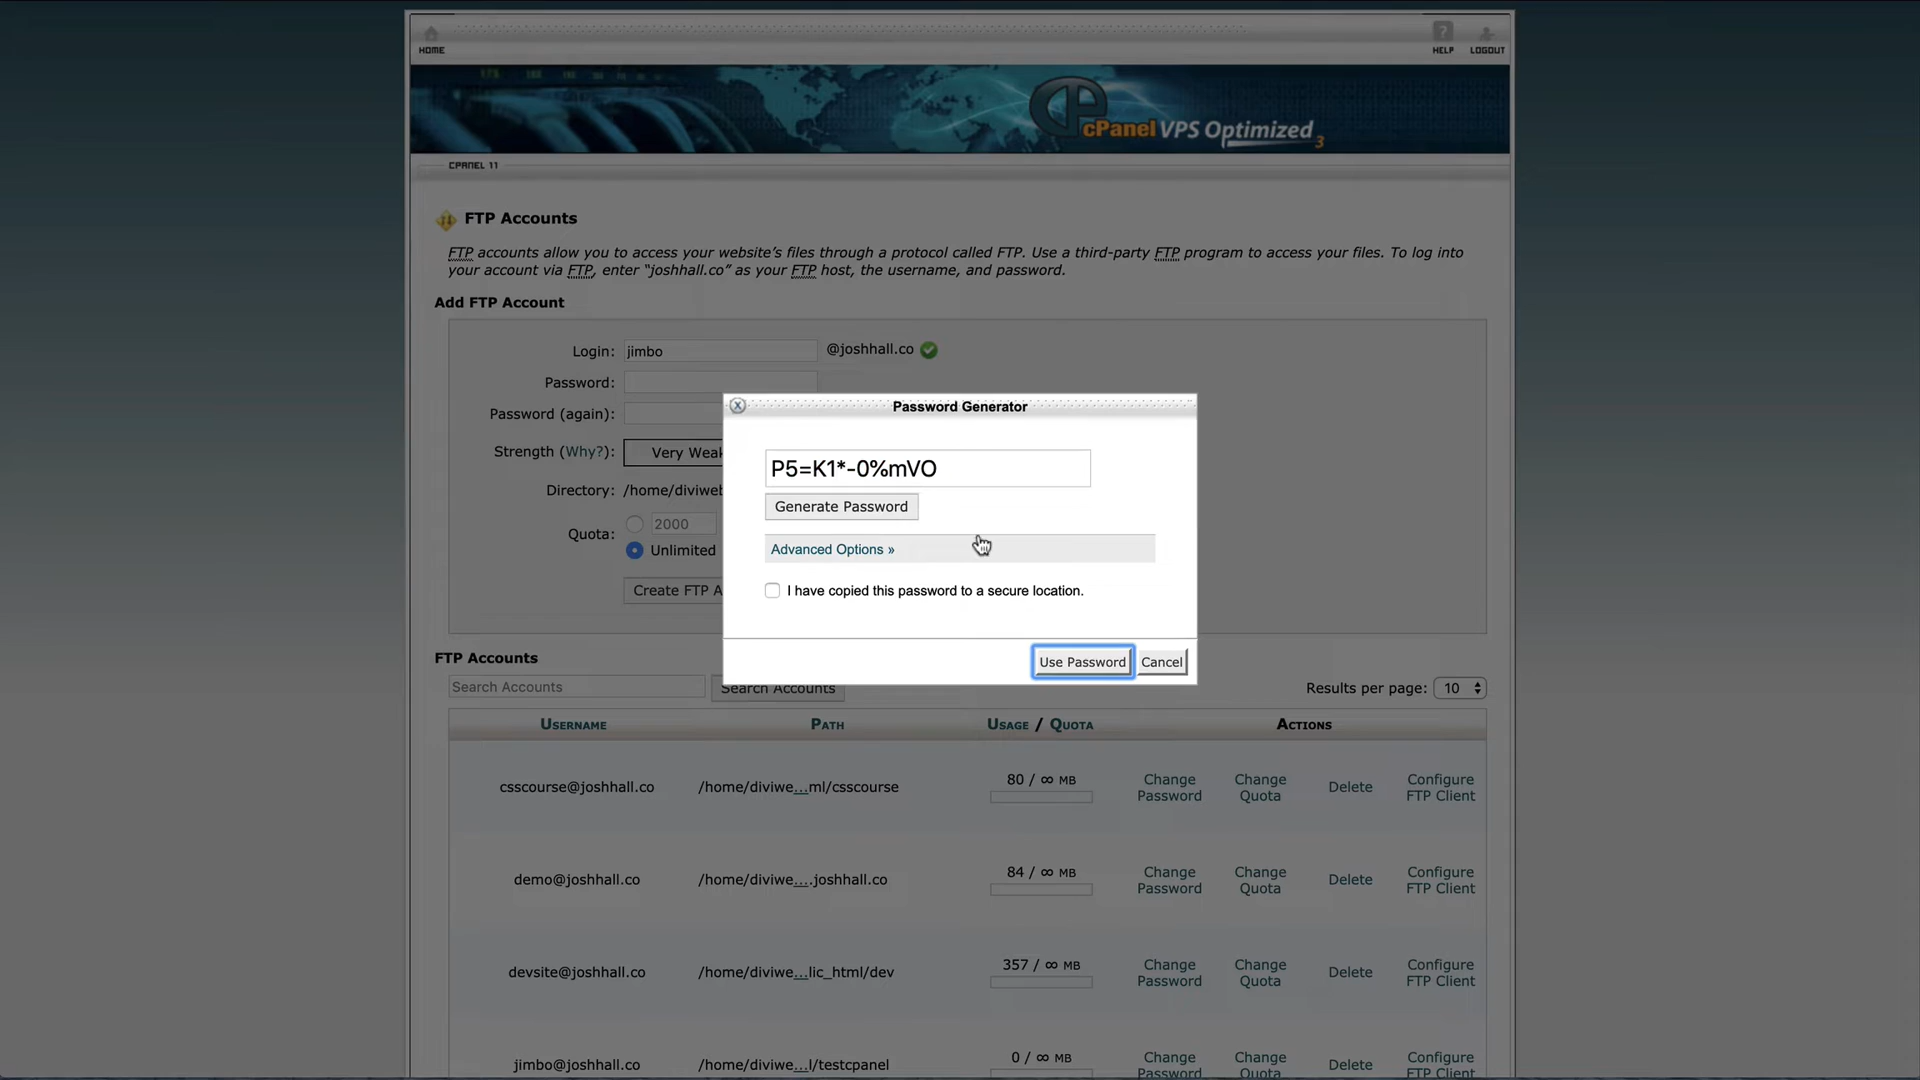 HOME
HELP
LOGOUT
cPanel VPS Optimized 3
CPANEL 11
FTP Accounts
FTP accounts allow you to access your website's files through a protocol called FTP. Use a third-party FTP program to access your files. To log into
your account via FTP, enter "joshhall.co" as your FTP host, the username, and password.
Add FTP Account
Login: jimbo @joshhall.co
Password:
Password (again):
Strength (Why?): Very Weak
Directory: /home/diviweb
Quota: 2000
Unlimited
Create FTP A
Password Generator
P5=K1*-0%mVO
Generate Password
Advanced Options »
I have copied this password to a secure location.
Use Password Cancel
FTP Accounts
Search Accounts Search Accounts Results per page: 10
USERNAME PATH USAGE / QUOTA ACTIONS
csscourse@joshhall.co /home/diviwe...ml/csscourse 80 / ∞ MB Change Password Change Quota Delete Configure FTP Client
demo@joshhall.co /home/diviwe....joshhall.co 84 / ∞ MB Change Password Change Quota Delete Configure FTP Client
devsite@joshhall.co /home/diviwe...lic_html/dev 357 / ∞ MB Change Password Change Quota Delete Configure FTP Client
jimbo@joshhall.co /home/diviwe...l/testcpanel 0 / ∞ MB Change Password Change Quota Delete Configure FTP Client